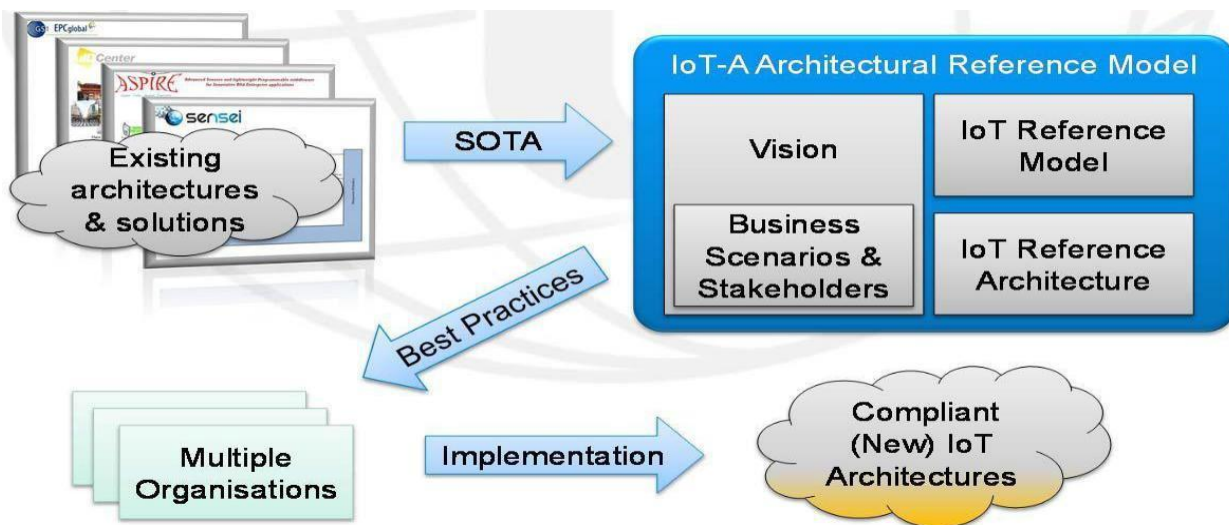 EPCglobal
Center
ASPIRE
sensei
Existing
architectures
& solutions
SOTA
IoT-A Architectural Reference Model
Vision
Business
Scenarios &
Stakeholders
IoT Reference
Model
IoT Reference
Architecture
Best Practices
Multiple
Organisations
Implementation
Compliant
(New) IoT
Architectures